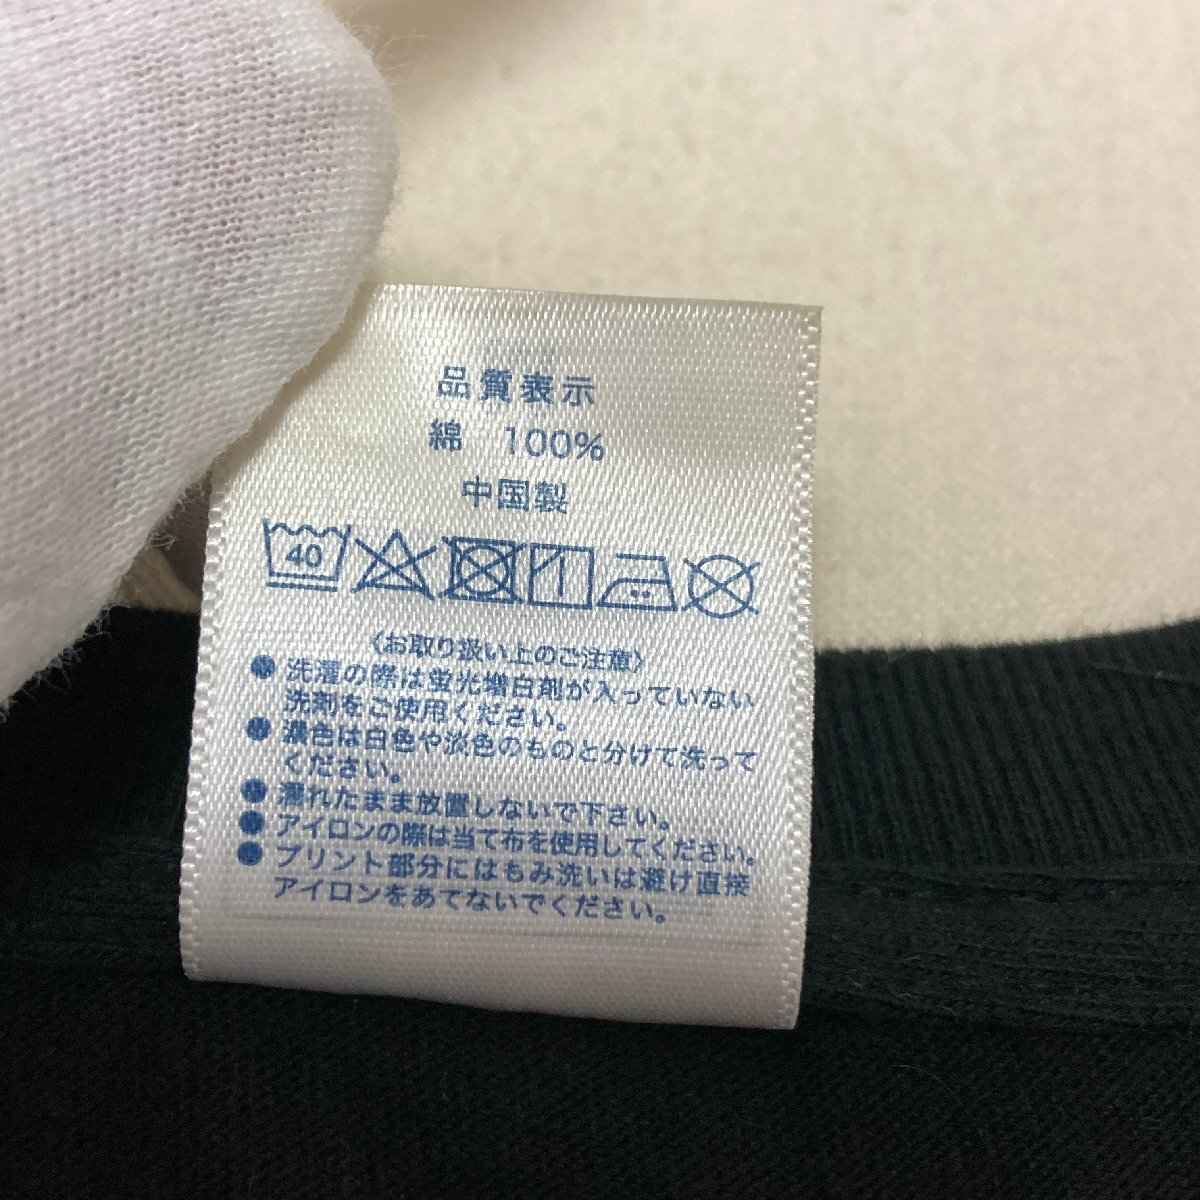 品質表示
綿 100%
中国製
40
〈お取り扱い上のご注意〉
●洗濯の際は蛍光増白剤が入っていない
洗剤をご使用ください。
●濃色は白色や淡色のものと分けて洗って
ください。
●濡れたまま放置しないで下さい。
●アイロンの際は当て布を使用してください。
●プリント部分にはもみ洗いは避け直接
アイロンをあてないでください。